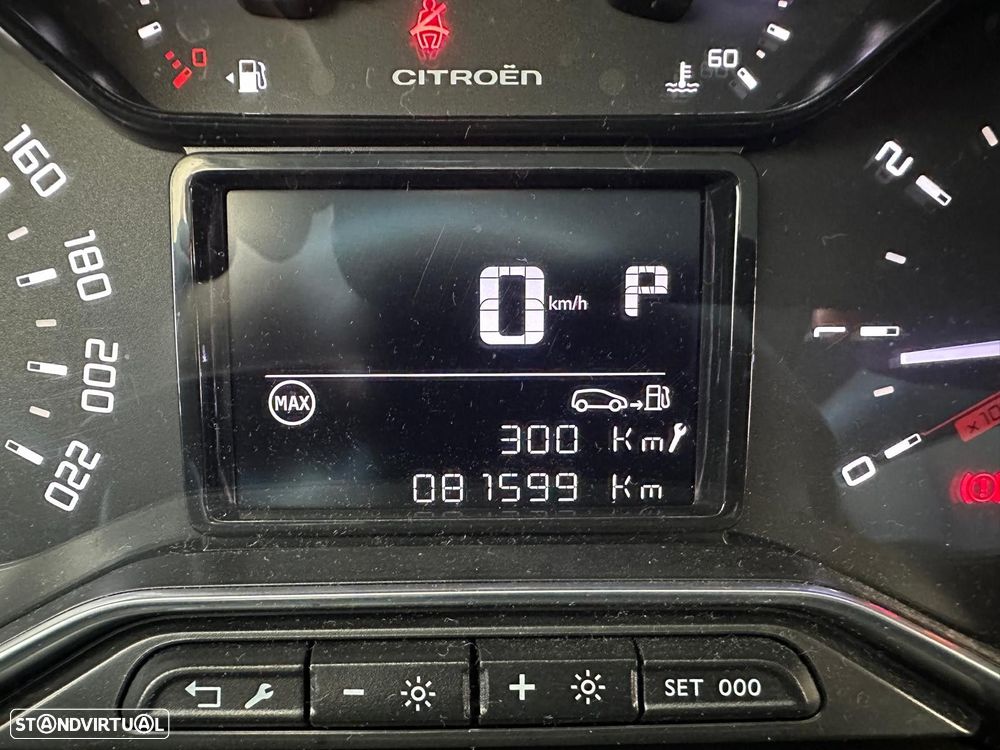 0
CITROËN
60
160
180
200
220
2
1
0
x10
0 km/h P
MAX
300 Km
081599 Km
- +
SET 000
STANDVIRTUAL